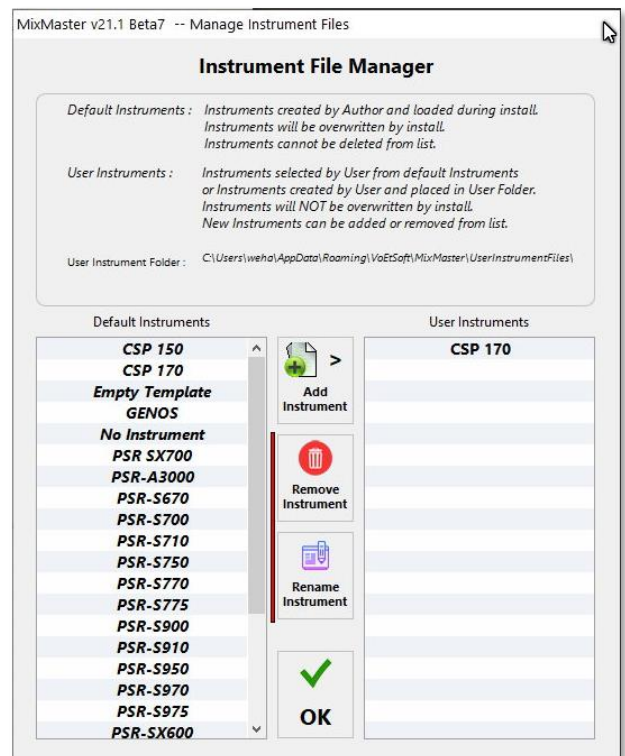 MixMaster v21.1 Beta7 -- Manage Instrument Files
Instrument File Manager
Default Instruments : Instruments created by Author and loaded during install.
Instruments will be overwritten by install.
Instruments cannot be deleted from list.
User Instruments : Instruments selected by User from default Instruments
or Instruments created by User and placed in User Folder.
Instruments will NOT be overwritten by install.
New Instruments can be added or removed from list.
User Instrument Folder : C:\Users\weha\AppData\Roaming\VoEtSoft\MixMaster\UserInstrumentFiles\
Default Instruments
CSP 150
CSP 170
Empty Template
GENOS
No Instrument
PSR SX700
PSR-A3000
PSR-S670
PSR-S700
PSR-S710
PSR-S750
PSR-S770
PSR-S775
PSR-S900
PSR-S910
PSR-S950
PSR-S970
PSR-S975
PSR-SX600
>
Add
Instrument
Remove
Instrument
Rename
Instrument
OK
User Instruments
CSP 170